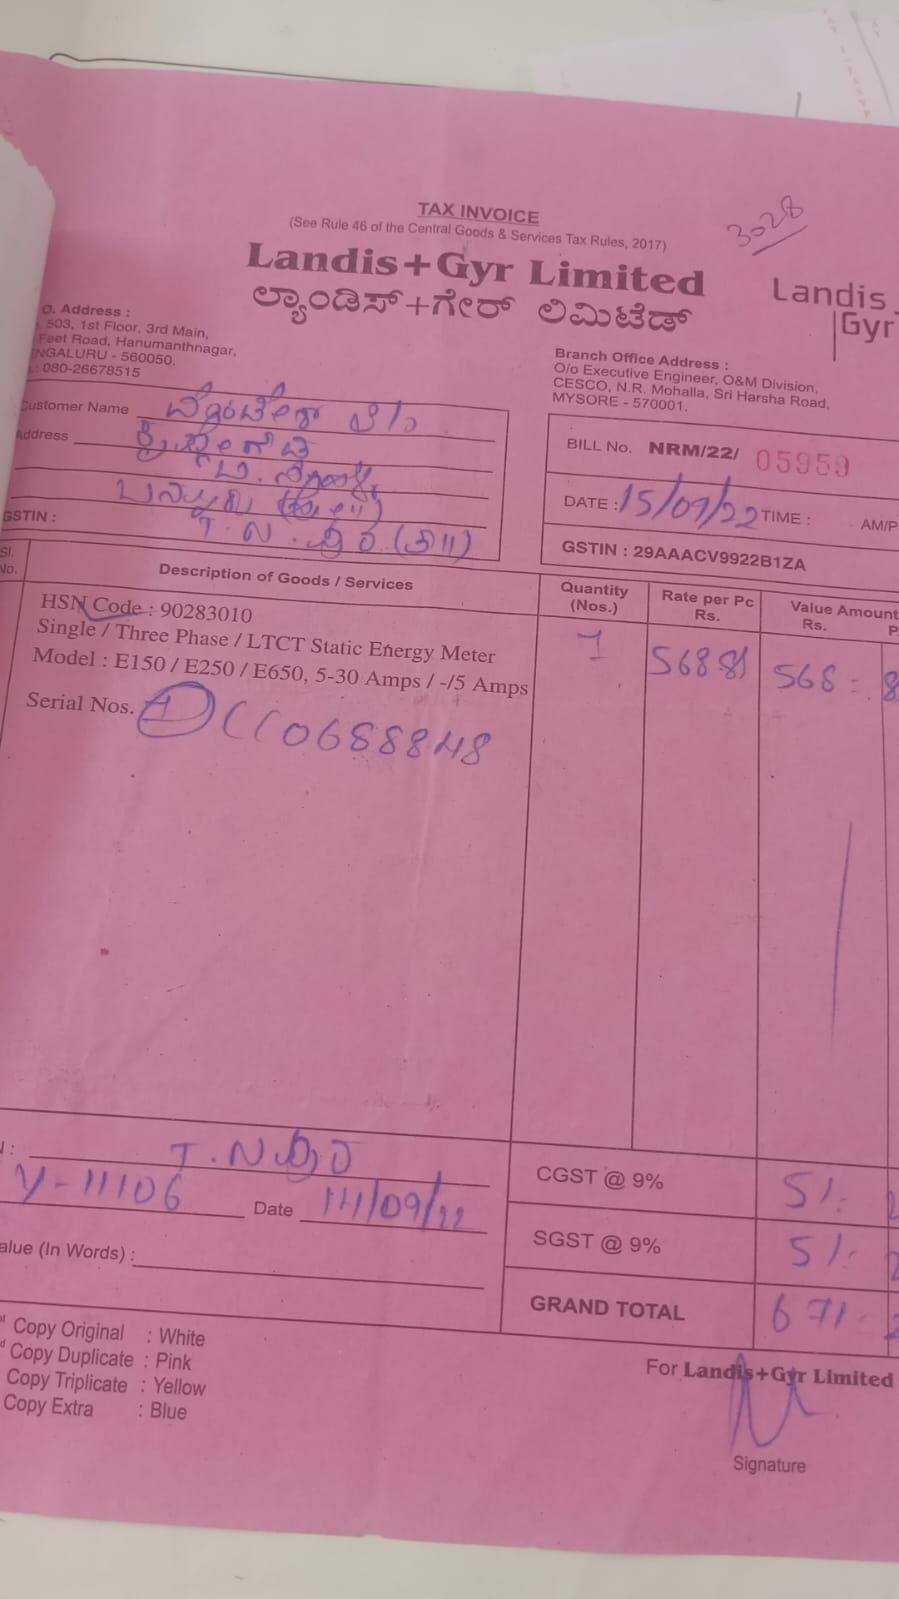 3028
TAX INVOICE
(See Rule 46 of the Central Goods & Services Tax Rules, 2017)
Landis+Gyr Limited
ಲ್ಯಾಂಡಿಸ್+ಗೇರ್ ಲಿಮಿಟೆಡ್
Landis
Gyr
O. Address :
503, 1st Floor, 3rd Main,
Feet Road, Hanumanthnagar,
NGALURU - 560050.
: 080-26678515
Branch Office Address :
O/o Executive Engineer, O&M Division,
CESCO, N.R. Mohalla, Sri Harsha Road,
MYSORE - 570001.
Customer Name
Address
ಬನ್ನೂರು
GSTIN :
BILL No. NRM/22/ 05959
DATE : 15/09/22 TIME : AM/P
GSTIN : 29AAACV9922B1ZA
Sl. No.
Description of Goods / Services
Quantity (Nos.)
Rate per Pc Rs.
Value Amount Rs. P
HSN Code : 90283010
Single / Three Phase / LTCT Static Energy Meter
Model : E150 / E250 / E650, 5-30 Amps / -/5 Amps
1 568.81 568 = 8
Serial Nos.
0688848
ತಿ.ನ.ಪುರ
Y-11106 Date 14/09/22
CGST @ 9% 51
SGST @ 9% 51
alue (In Words) :
GRAND TOTAL 671
Copy Original : White
Copy Duplicate : Pink
Copy Triplicate : Yellow
Copy Extra : Blue
For Landis+Gyr Limited
Signature